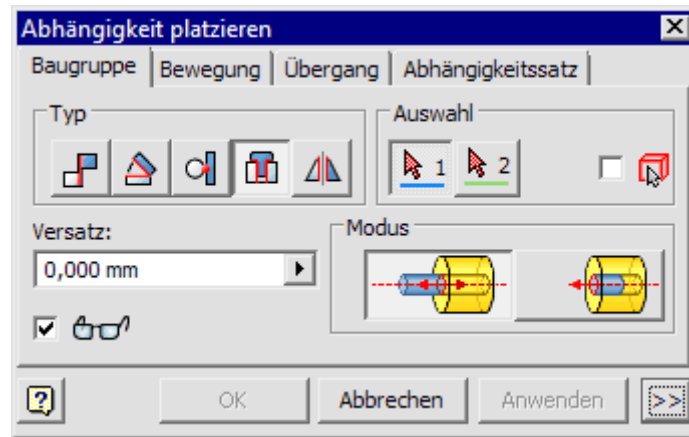 Abhängigkeit platzieren
Baugruppe Bewegung Übergang Abhängigkeitssatz
Typ
Auswahl
1 2
Versatz:
0,000 mm
Modus
? OK Abbrechen Anwenden >>